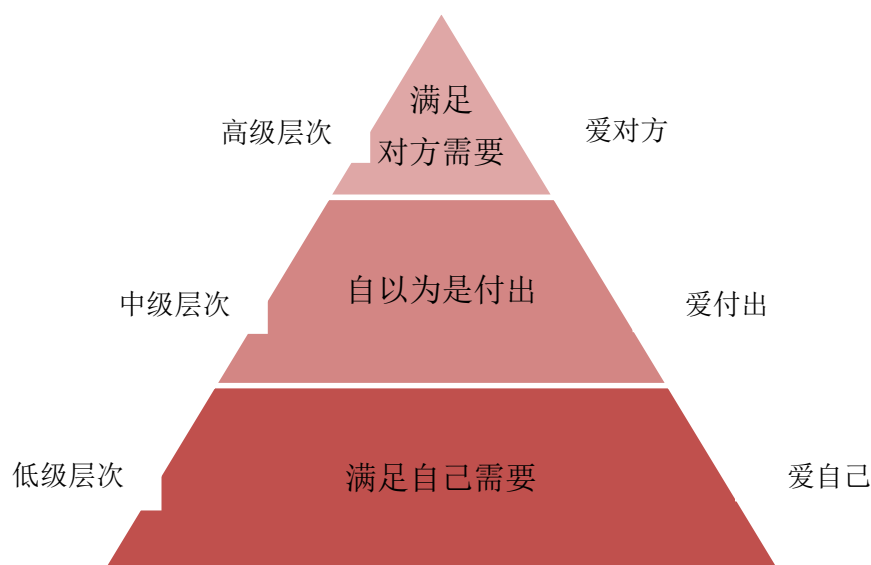 满足
高级层次
对方需要
爱对方
中级层次
自以为是付出
爱付出
低级层次
满足自己需要
爱自己